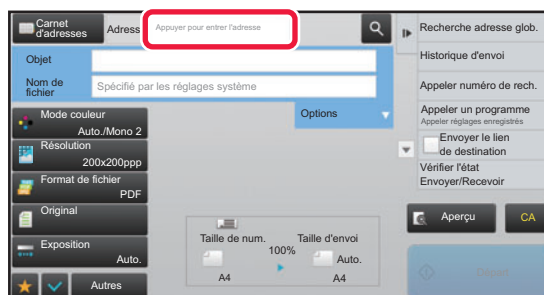 Carnet
d'adresses
Adress
Appuyer pour entrer l'adresse
Objet
Nom de
fichier
Spécifié par les réglages système
Options
Mode couleur
Auto./Mono 2
Résolution
200x200ppp
Format de fichier
PDF
Original
Exposition
Auto.
Autres
Taille de num.
100%
Taille d'envoi
Auto.
A4
A4
Recherche adresse glob.
Historique d'envoi
Appeler numéro de rech.
Appeler un programme
Appeler réglages enregistrés
Envoyer le lien
de destination
Vérifier l'état
Envoyer/Recevoir
Aperçu
CA
Départ